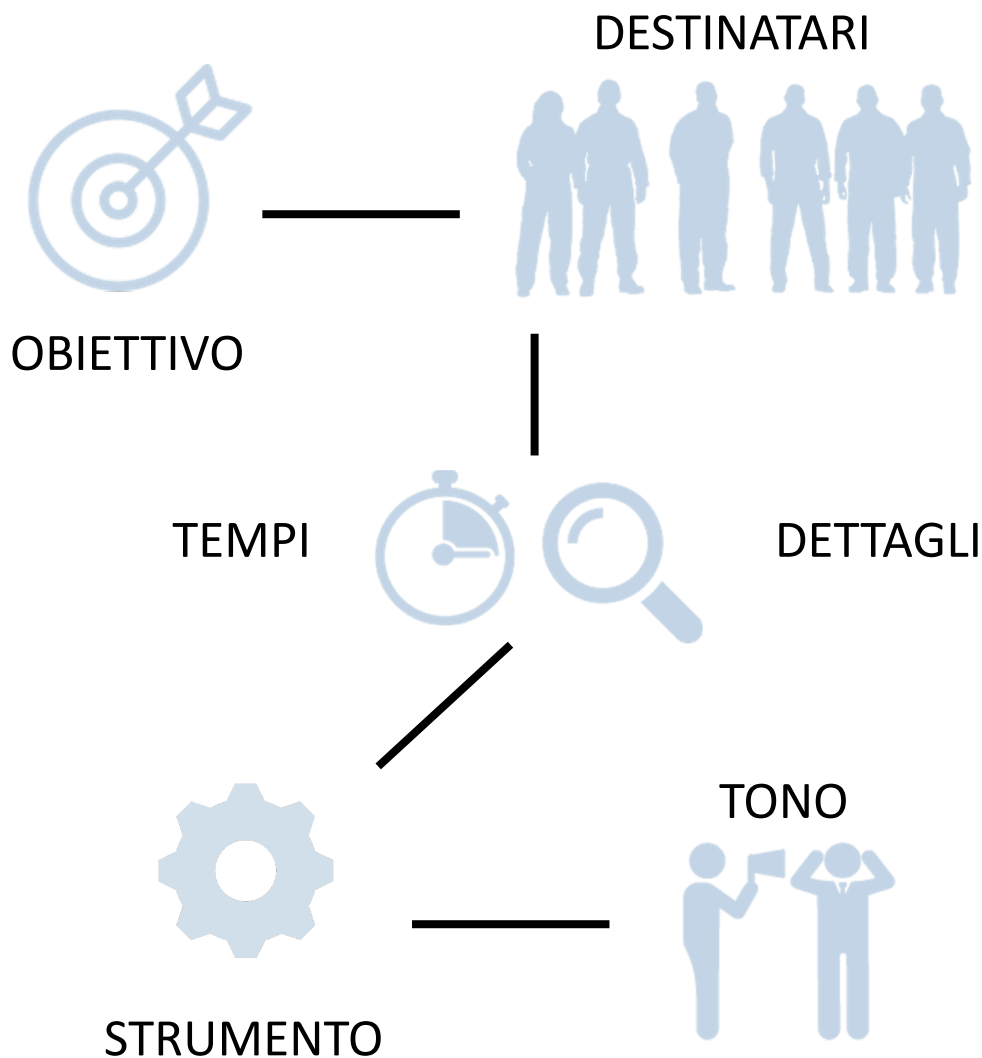 DESTINATARI
OBIETTIVO
TEMPI
DETTAGLI
TONO
STRUMENTO